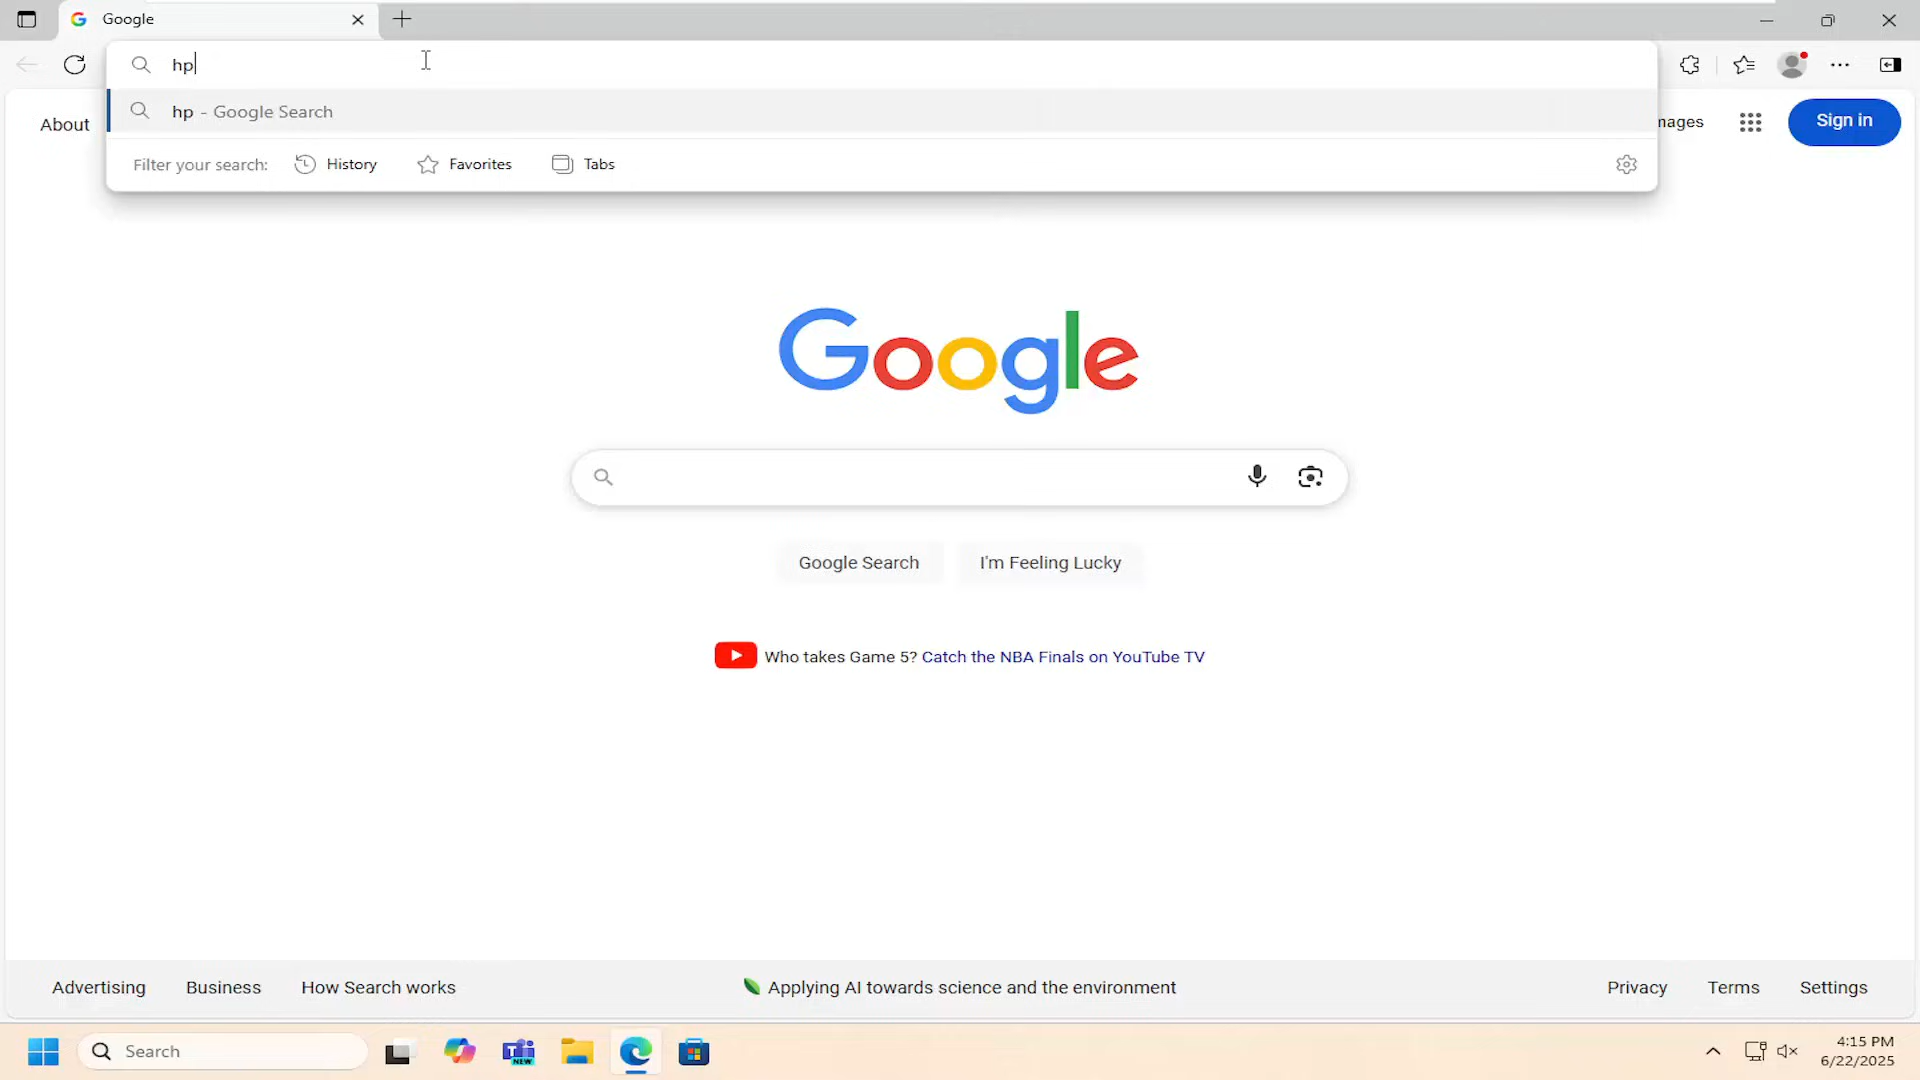 Google
hp
hp - Google Search
Filter your search: History Favorites Tabs
About
mages
Sign in
Google
Google Search
I'm Feeling Lucky
Who takes Game 5? Catch the NBA Finals on YouTube TV
Advertising
Business
How Search works
Applying AI towards science and the environment
Privacy
Terms
Settings
Search
NEW
4:15 PM
6/22/2025